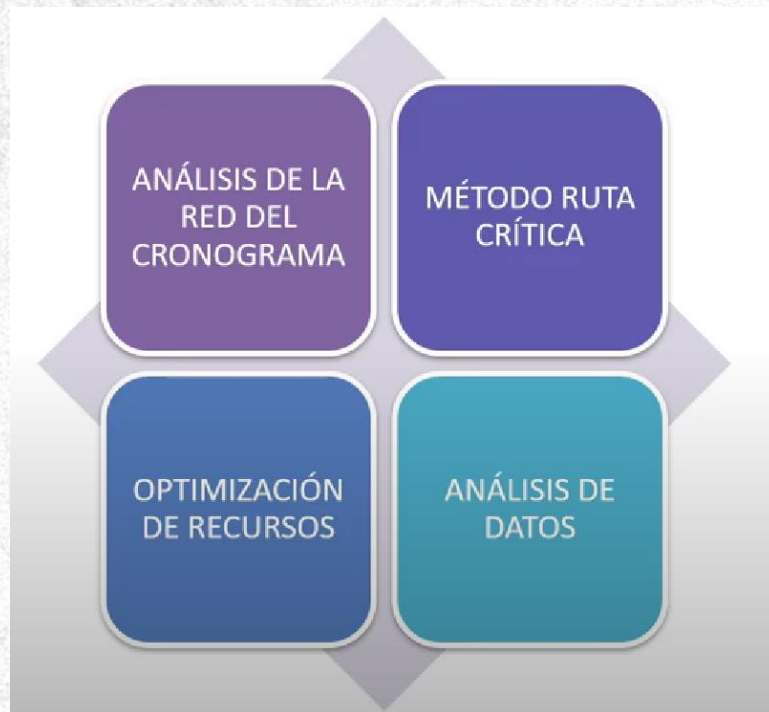 ANÁLISIS DE LA
RED DEL
CRONOGRAMA
MÉTODO RUTA
CRÍTICA
OPTIMIZACIÓN
DE RECURSOS
ANÁLISIS DE
DATOS